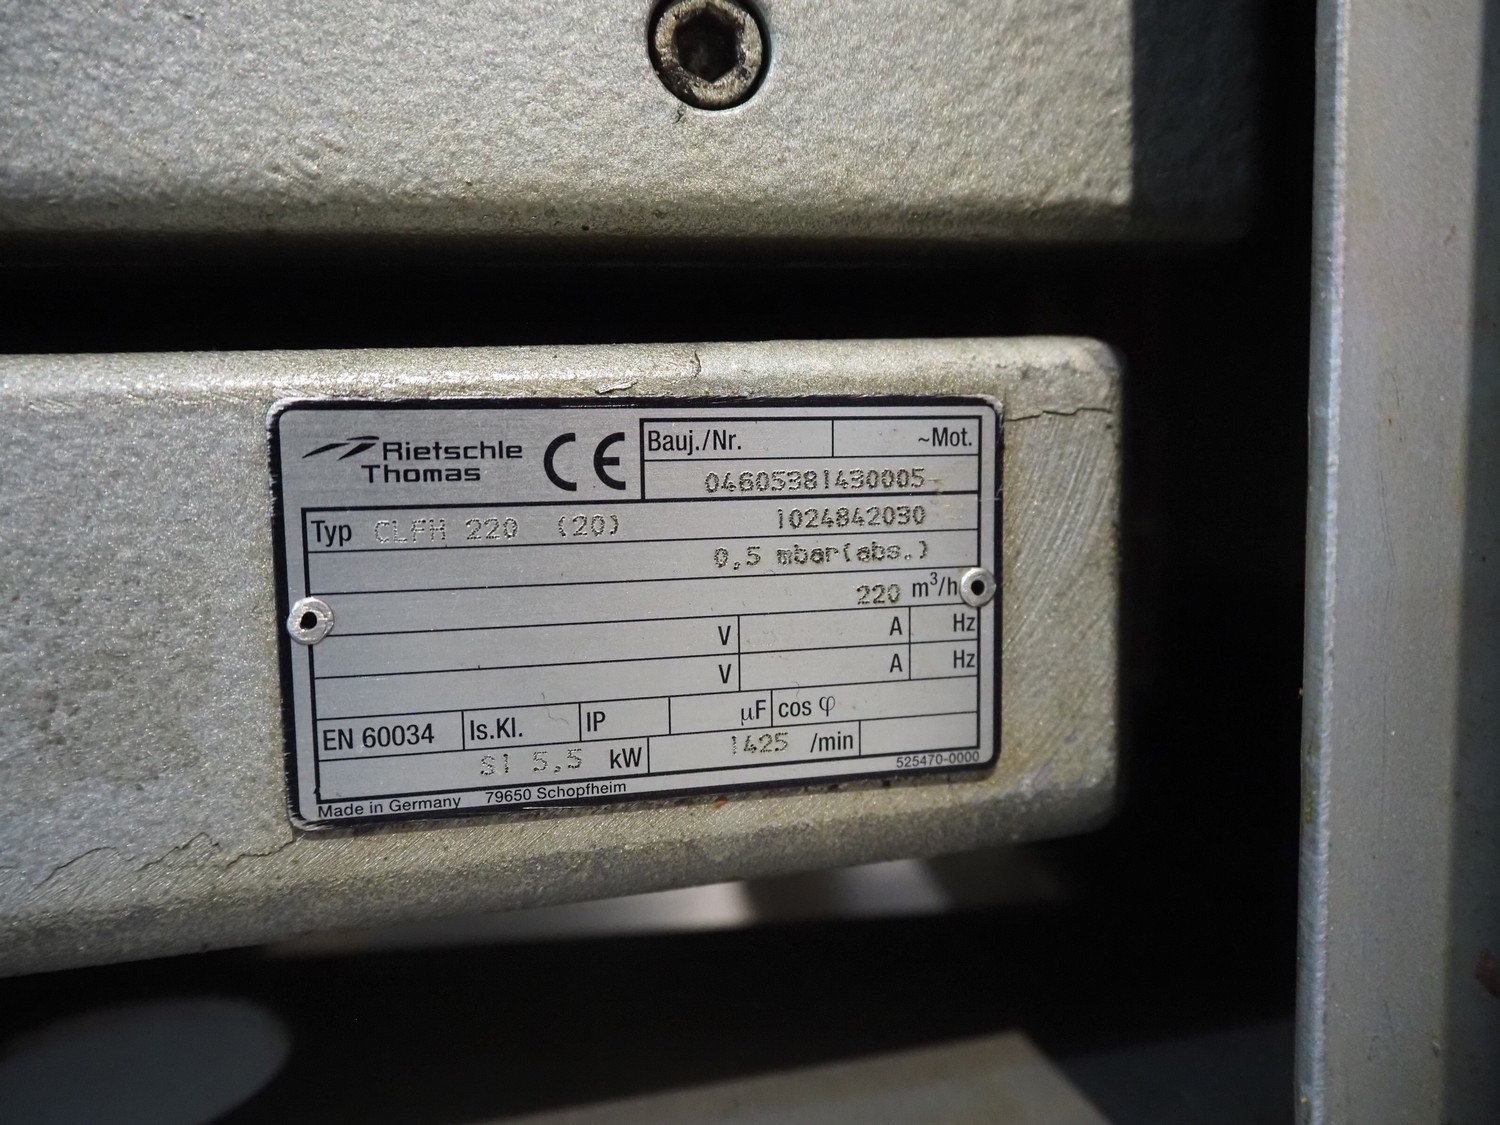 Rietschle
Thomas
CE
Bauj./Nr. ~Mot.
04605381430005
Typ CLFH 220 (20) 1024842030
0,5 mbar(abs.)
220 m³/h
V A Hz
V A Hz
EN 60034 Is.Kl. IP µF cos φ
S1 5,5 kW 1425 /min
525470-0000
Made in Germany 79650 Schopfheim